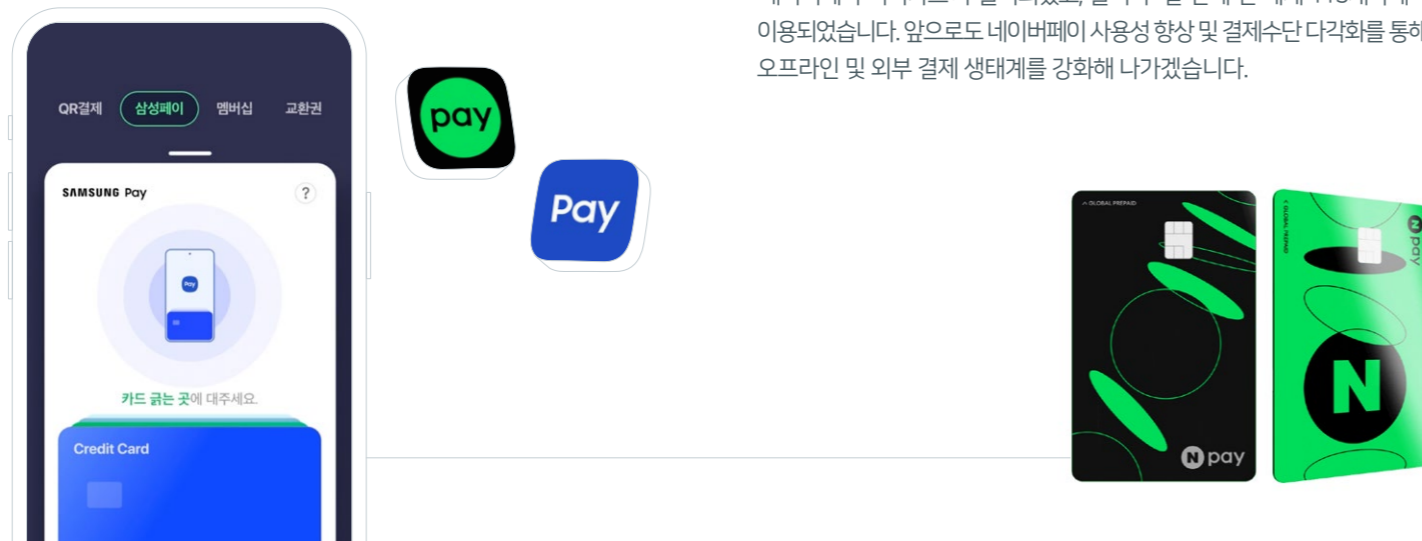 이용되었습니다. 앞으로도 네이버페이 사용성 향상 및 결제수단 다각화를 통해
오프라인 및 외부 결제 생태계를 강화해 나가겠습니다.
QR결제 삼성페이 멤버십 교환권
pay
SAMSUNG Pay
?
Pay
Pay
카드 긁는 곳에 대주세요.
Credit Card
GLOBAL PREPAID
N pay
GLOBAL PREPAID
N pay
N